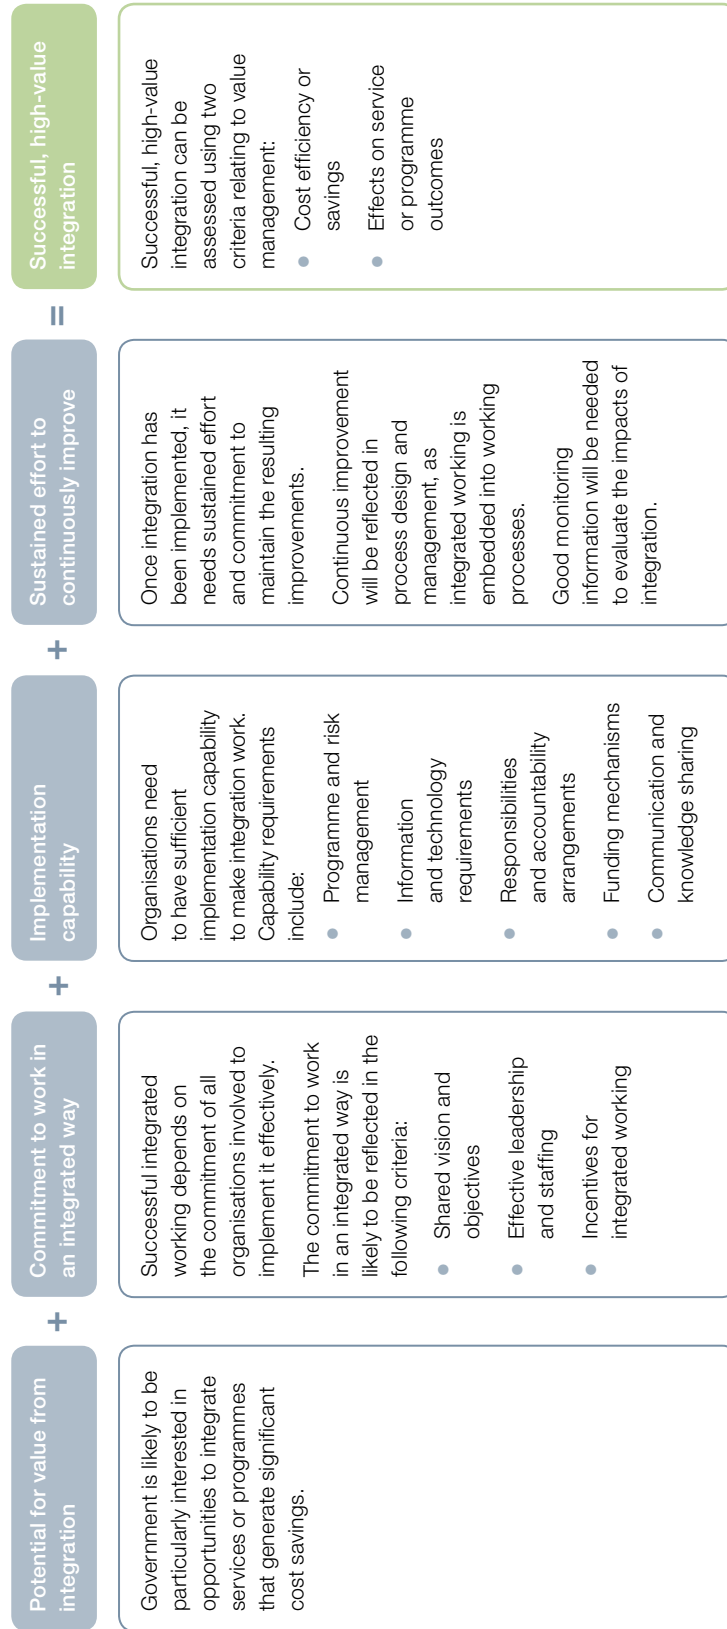 Potential for value from
integration
+
Commitment to work in
an integrated way
+
Implementation
capability
+
Sustained effort to
continuously improve
=
Successful, high-value
integration
Government is likely to be
particularly interested in
opportunities to integrate
services or programmes
that generate significant
cost savings.
Successful integrated
working depends on
the commitment of all
organisations involved to
implement it effectively.
The commitment to work
in an integrated way is
likely to be reflected in the
following criteria:
• Shared vision and
objectives
• Effective leadership
and staffing
• Incentives for
integrated working
Organisations need
to have sufficient
implementation capability
to make integration work.
Capability requirements
include:
• Programme and risk
management
• Information
and technology
requirements
• Responsibilities
and accountability
arrangements
• Funding mechanisms
• Communication and
knowledge sharing
Once integration has
been implemented, it
needs sustained effort
and commitment to
maintain the resulting
improvements.
Continuous improvement
will be reflected in
process design and
management, as
integrated working is
embedded into working
processes.
Good monitoring
information will be needed
to evaluate the impacts of
integration.
Successful, high-value
integration can be
assessed using two
criteria relating to value
management:
• Cost efficiency or
savings
• Effects on service
or programme
outcomes